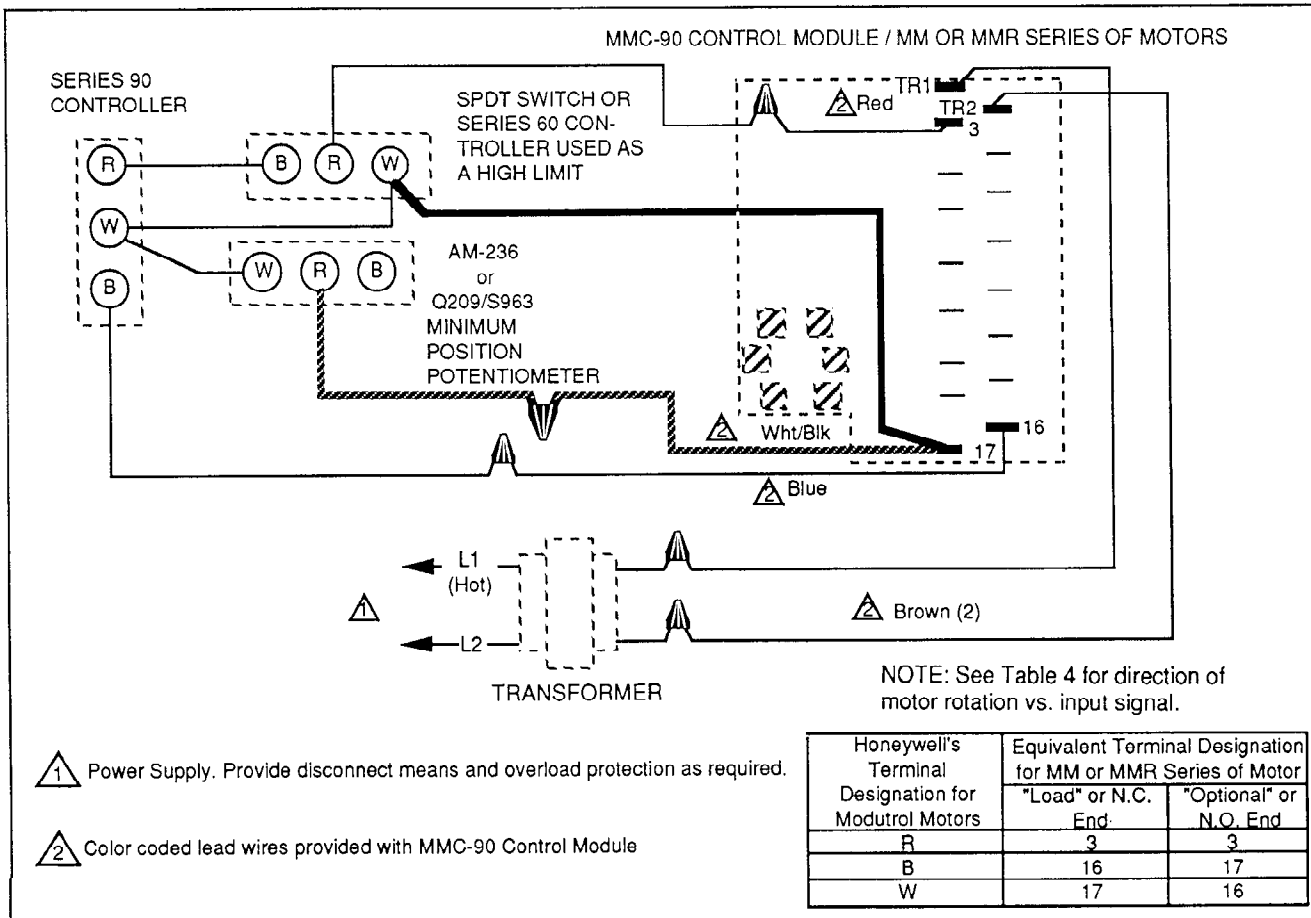 MMC-90 CONTROL MODULE / MM OR MMR SERIES OF MOTORS
SERIES 90
CONTROLLER
R
W
B
B
R
W
SPDT SWITCH OR
SERIES 60 CON-
TROLLER USED AS
A HIGH LIMIT
W
R
B
AM-236
or
Q209/S963
MINIMUM
POSITION
POTENTIOMETER
2 Red
TR1
TR2
3
16
17
2 Wht/Blk
2 Blue
L1
(Hot)
1
L2
TRANSFORMER
2 Brown (2)
NOTE: See Table 4 for direction of
motor rotation vs. input signal.
1 Power Supply. Provide disconnect means and overload protection as required.
2 Color coded lead wires provided with MMC-90 Control Module
Honeywell's
Terminal
Designation for
Modutrol Motors
Equivalent Terminal Designation
for MM or MMR Series of Motor
"Load" or N.C.
End
"Optional" or
N.O. End
R 3 3
B 16 17
W 17 16